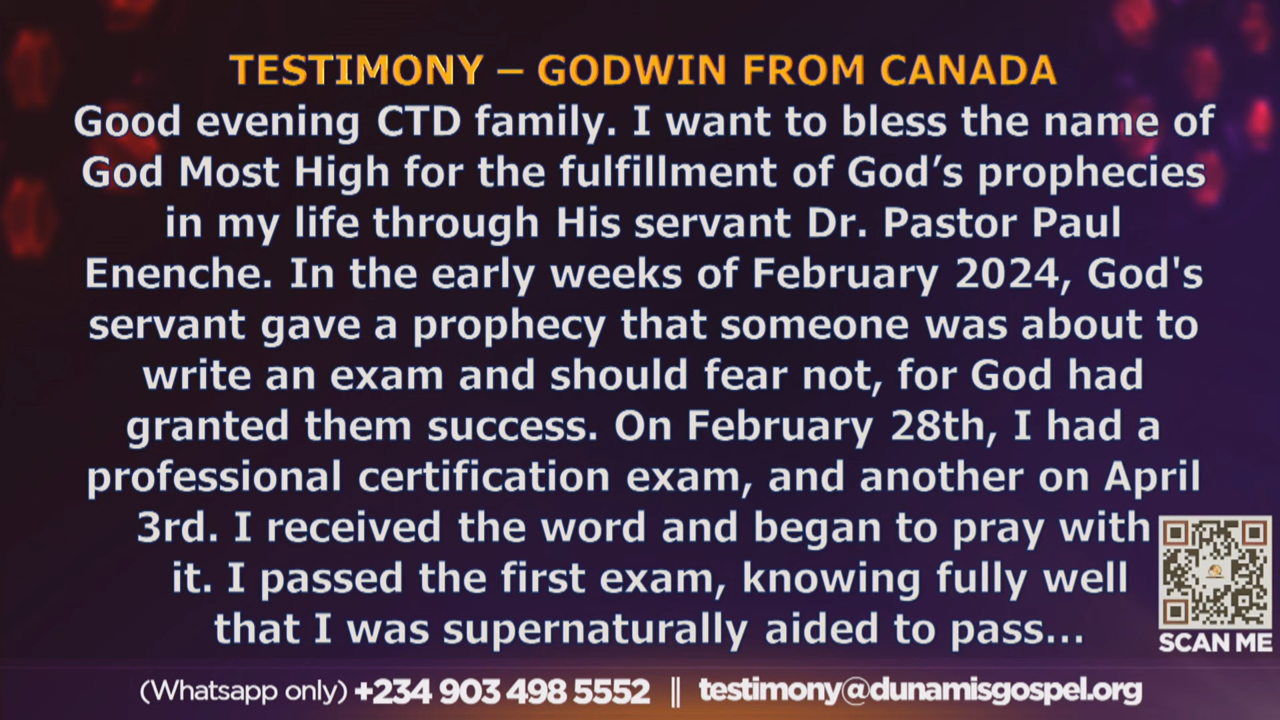 TESTIMONY – GODWIN FROM CANADA
Good evening CTD family. I want to bless the name of
God Most High for the fulfillment of God’s prophecies
in my life through His servant Dr. Pastor Paul
Enenche. In the early weeks of February 2024, God's
servant gave a prophecy that someone was about to
write an exam and should fear not, for God had
granted them success. On February 28th, I had a
professional certification exam, and another on April
3rd. I received the word and began to pray with
it. I passed the first exam, knowing fully well
that I was supernaturally aided to pass...
SCAN ME
(Whatsapp only) +234 903 498 5552 || testimony@dunamisgospel.org